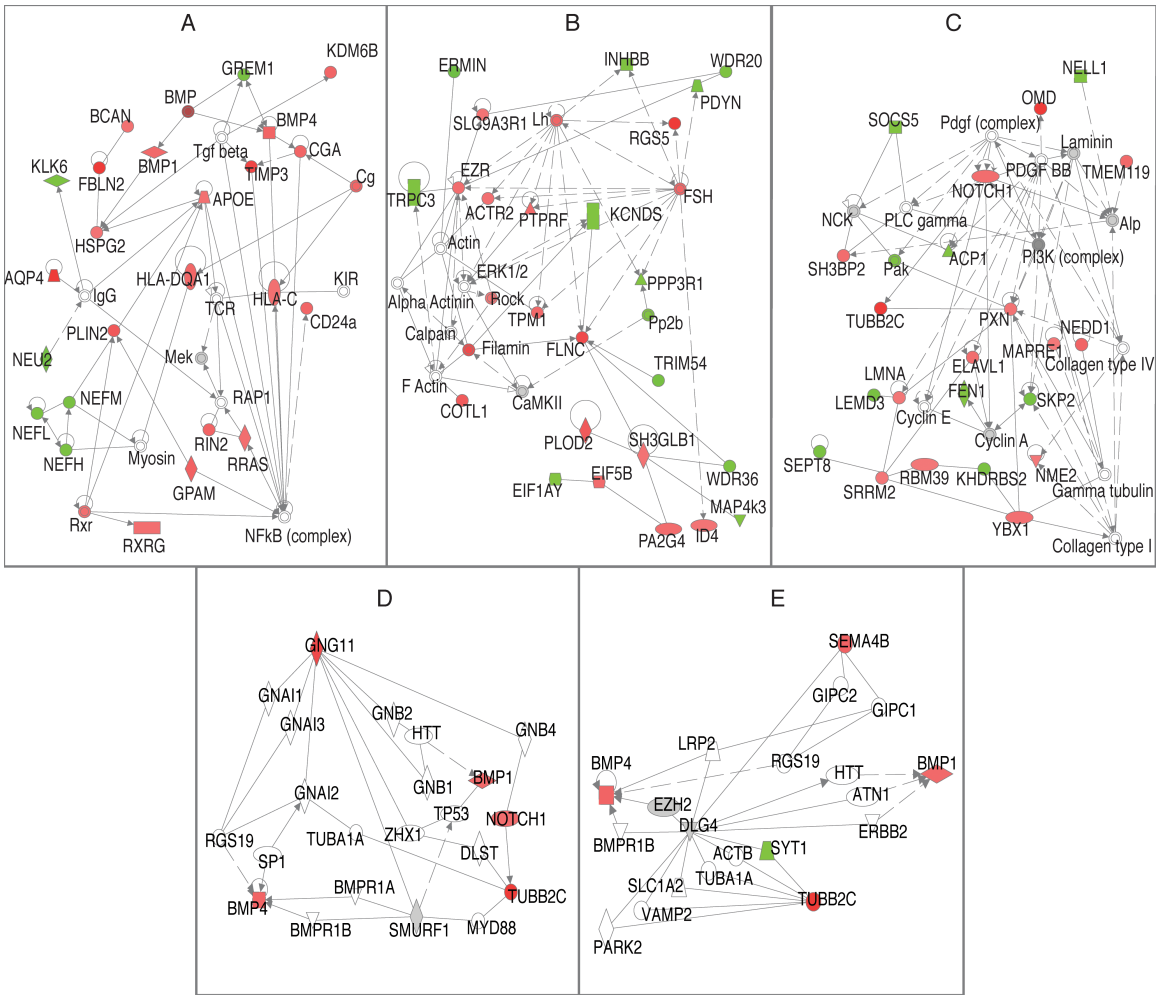 A
KDM6B
GREM1
BMP
BCAN
BMP4
Tgf beta
CGA
BMP1
TIMP3
KLK6
FBLN2
Cg
APOE
HSPG2
AQP4
HLA-DQA1
KIR
IgG
TCR
HLA-C
CD24a
PLIN2
NEU2
Mek
NEFM
RAP1
NEFL
RIN2
Myosin
RRAS
NEFH
GPAM
Rxr
NFkB (complex)
RXRG
B
ERMIN
INHBB
WDR20
PDYN
SLC9A3R1
Lh
RGS5
EZR
TRPC3
FSH
ACTR2
PTPRF
KCNDS
Actin
ERK1/2
PPP3R1
Alpha Actinin
Rock
TPM1
Pp2b
Calpain
Filamin
FLNC
TRIM54
F Actin
CaMKII
COTL1
PLOD2
SH3GLB1
WDR36
EIF5B
EIF1AY
MAP4k3
PA2G4
ID4
C
NELL1
OMD
SOCS5
Pdgf (complex)
Laminin
PDGF BB
TMEM119
NOTCH1
NCK
PLC gamma
Alp
SH3BP2
Pak
ACP1
PI3K (complex)
TUBB2C
PXN
NEDD1
MAPRE1
Collagen type IV
ELAVL1
LMNA
FEN1
LEMD3
SKP2
Cyclin E
Cyclin A
SEPT8
RBM39
KHDRBS2
NME2
SRRM2
Gamma tubulin
YBX1
Collagen type I
D
GNG11
GNAI1
GNB2
GNAI3
HTT
GNB4
BMP1
GNB1
GNAI2
TP53
NOTCH1
RGS19
TUBA1A
ZHX1
DLST
SP1
BMPR1A
TUBB2C
BMP4
BMPR1B
SMURF1
MYD88
E
SEMA4B
GIPC2
GIPC1
LRP2
BMP4
RGS19
HTT
BMP1
ATN1
EZH2
DLG4
ERBB2
BMPR1B
ACTB
SYT1
TUBA1A
SLC1A2
TUBB2C
VAMP2
PARK2